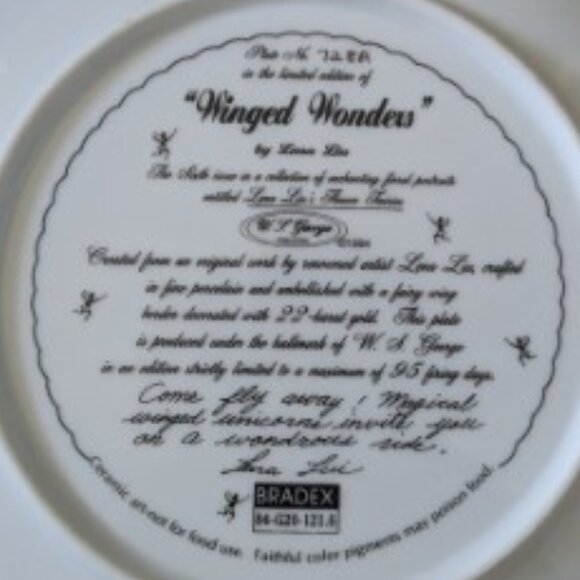 Plate No. 728A
in the limited edition of
"Winged Wonders"
by Lena Liu
The issue in a collection of enchanting floral portraits
entitled Lena Liu's Flower Fairies
W. S. George
Created from an original work by renowned artist Lena Liu, crafted
in fine porcelain and embellished with a fairy wing
border decorated with 22-karat gold. This plate
is produced under the hallmark of W. S. George
in an edition strictly limited to a maximum of 95 firing days.
Come fly away! Magical
winged unicorns invite you
on a wondrous ride.
Lena Liu
BRADEX
84-G20-121.6
Ceramic art-not for food use. Faithful color pigments may poison food.